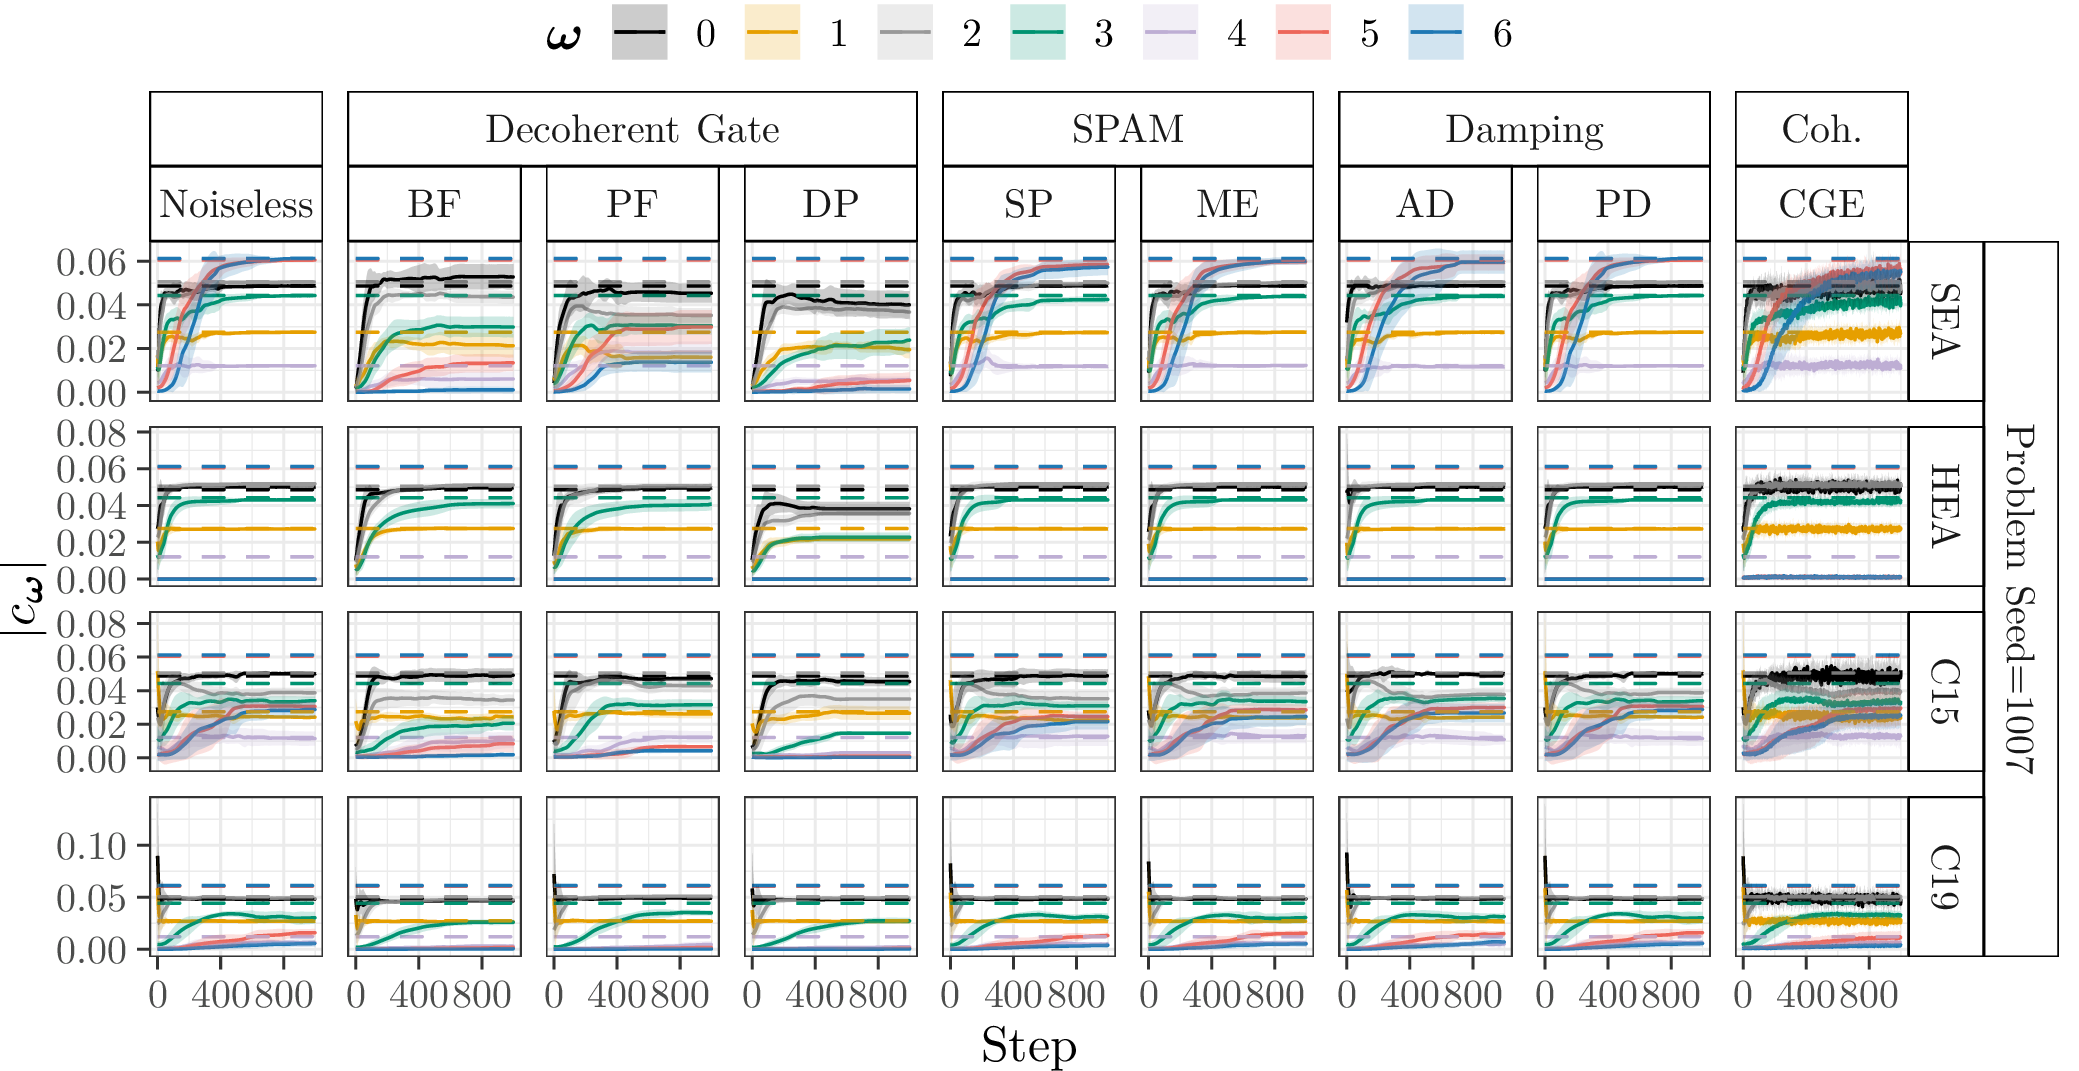 ω 0 1 2 3 4 5 6
Decoherent Gate SPAM Damping Coh.
Noiseless BF PF DP SP ME AD PD CGE
0.06
0.04
0.02
0.00
SEA
0.08
0.06
0.04
0.02
0.00
HEA
0.08
0.06
0.04
0.02
0.00
C15
0.10
0.05
0.00
C19
Problem Seed=1007
|c_ω|
0 400 800 0 400 800 0 400 800 0 400 800 0 400 800 0 400 800 0 400 800 0 400 800 0 400 800
Step